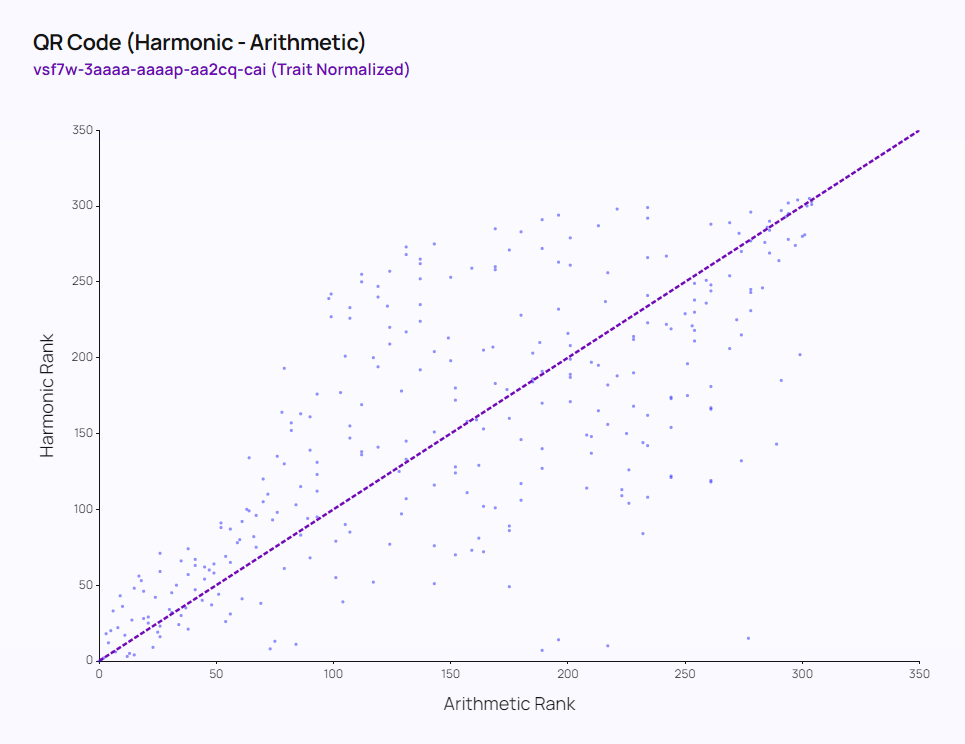 QR Code (Harmonic - Arithmetic)
vsf7w-3aaaa-aaaap-aa2cq-cai (Trait Normalized)
350
300
250
200
150
100
50
0
Harmonic Rank
0 50 100 150 200 250 300 350
Arithmetic Rank